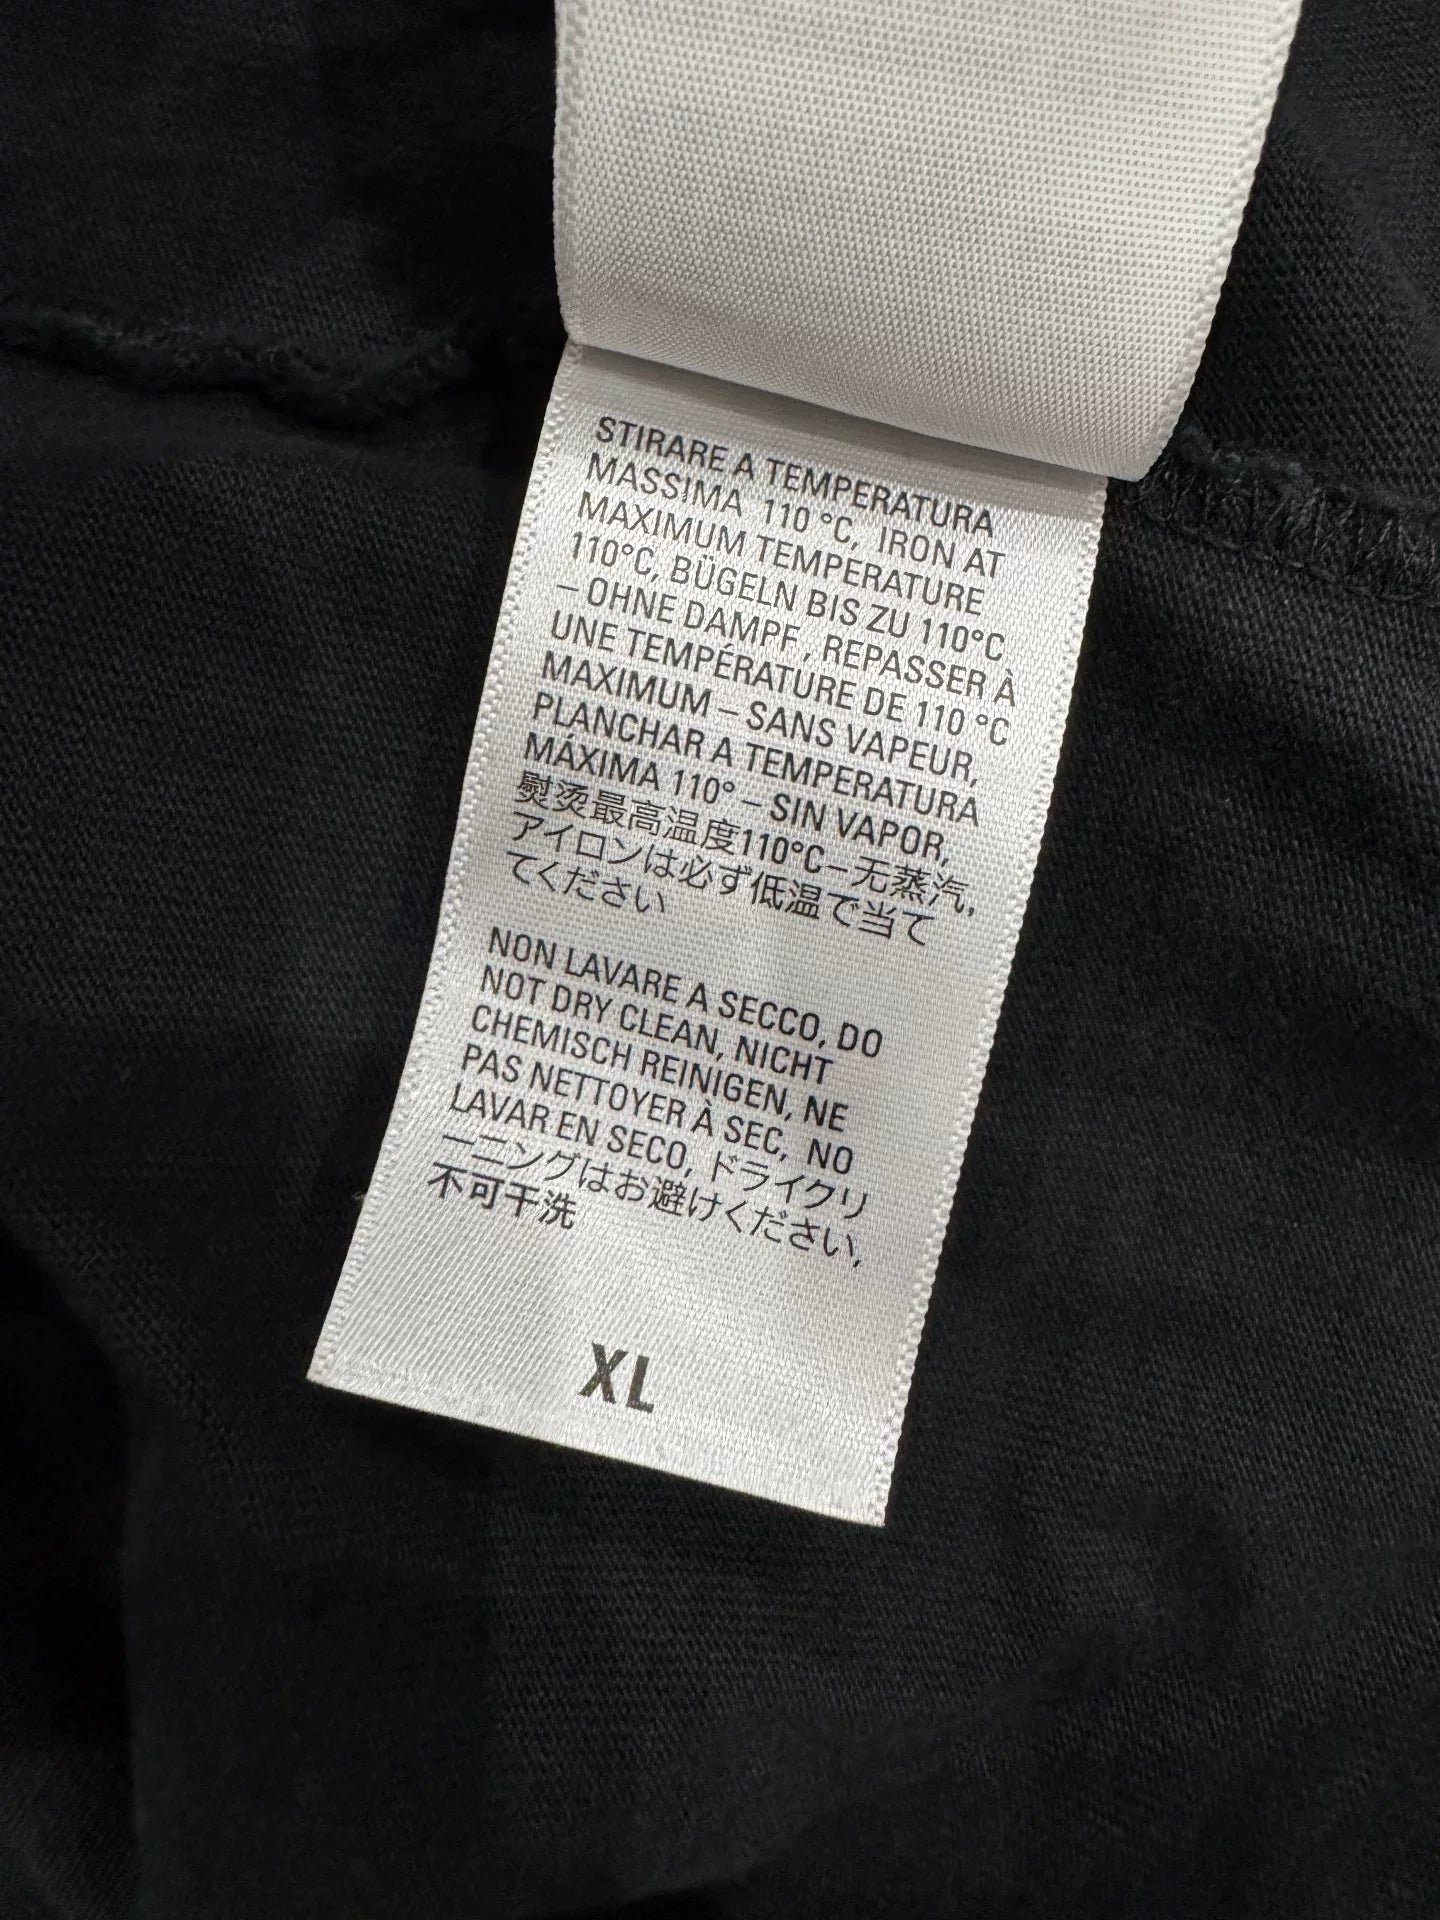 STIRARE A TEMPERATURA
MASSIMA 110 °C, IRON AT
MAXIMUM TEMPERATURE
110°C, BÜGELN BIS ZU 110°C
– OHNE DAMPF, REPASSER À
UNE TEMPÉRATURE DE 110 °C
MAXIMUM – SANS VAPEUR,
PLANCHAR A TEMPERATURA
MÁXIMA 110° – SIN VAPOR,
熨烫最高温度110°C–无蒸汽,
アイロンは必ず低温で当て
てください
NON LAVARE A SECCO, DO
NOT DRY CLEAN, NICHT
CHEMISCH REINIGEN, NE
PAS NETTOYER À SEC, NO
LAVAR EN SECO, ドライクリ
ーニングはお避けください,
不可干洗
XL